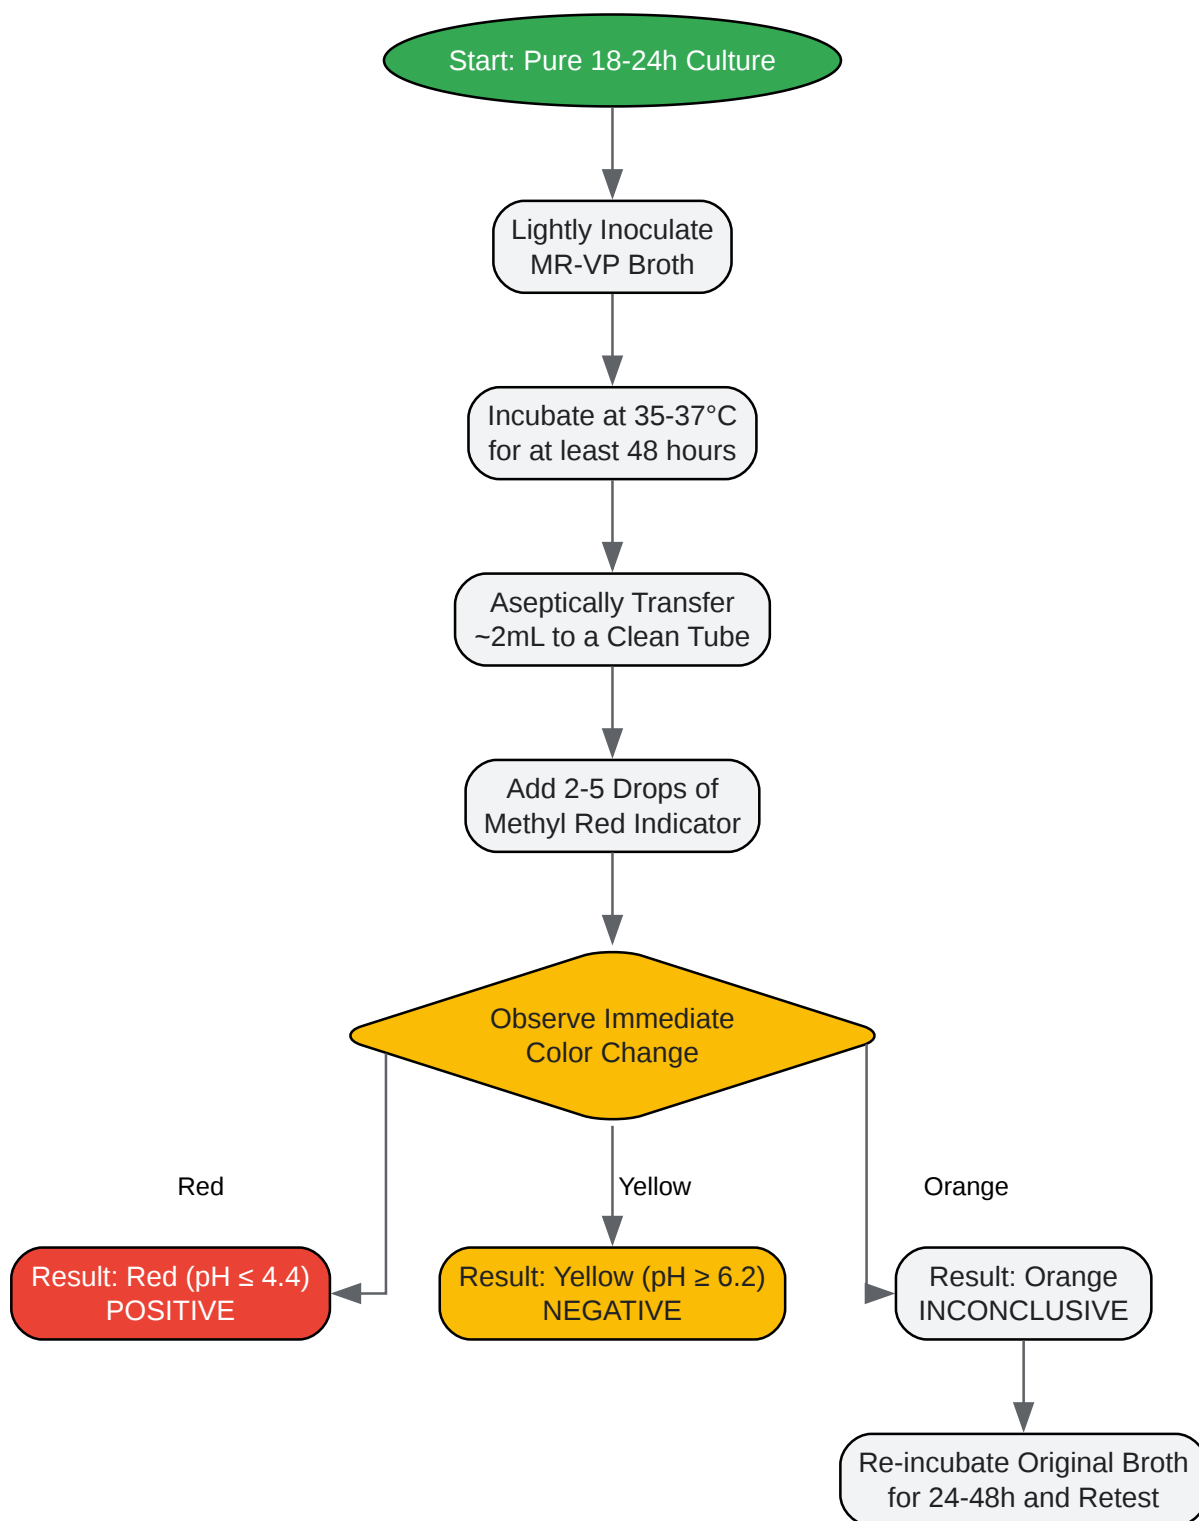 Start: Pure 18-24h Culture
Lightly Inoculate
MR-VP Broth
Incubate at 35-37°C
for at least 48 hours
Aseptically Transfer
~2mL to a Clean Tube
Add 2-5 Drops of
Methyl Red Indicator
Observe Immediate
Color Change
Red
Yellow
Orange
Result: Red (pH ≤ 4.4)
POSITIVE
Result: Yellow (pH ≥ 6.2)
NEGATIVE
Result: Orange
INCONCLUSIVE
Re-incubate Original Broth
for 24-48h and Retest